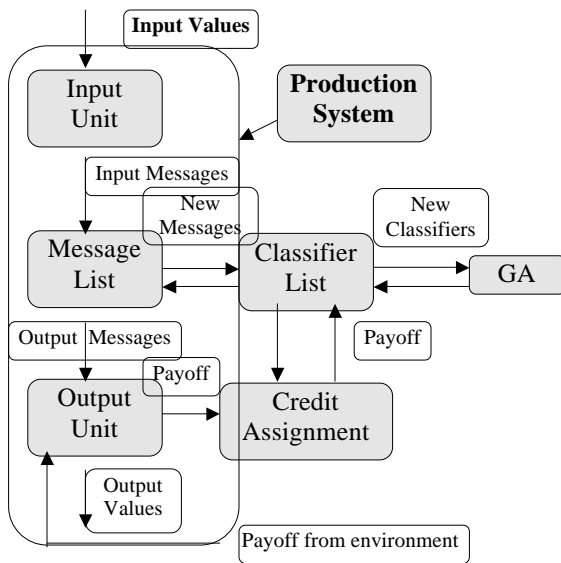 Input Values
Input
Unit
Production
System
Input Messages
New
Messages
New
Classifiers
Message
List
Classifier
List
GA
Output Messages
Payoff
Payoff
Output
Unit
Credit
Assignment
Output
Values
Payoff from environment